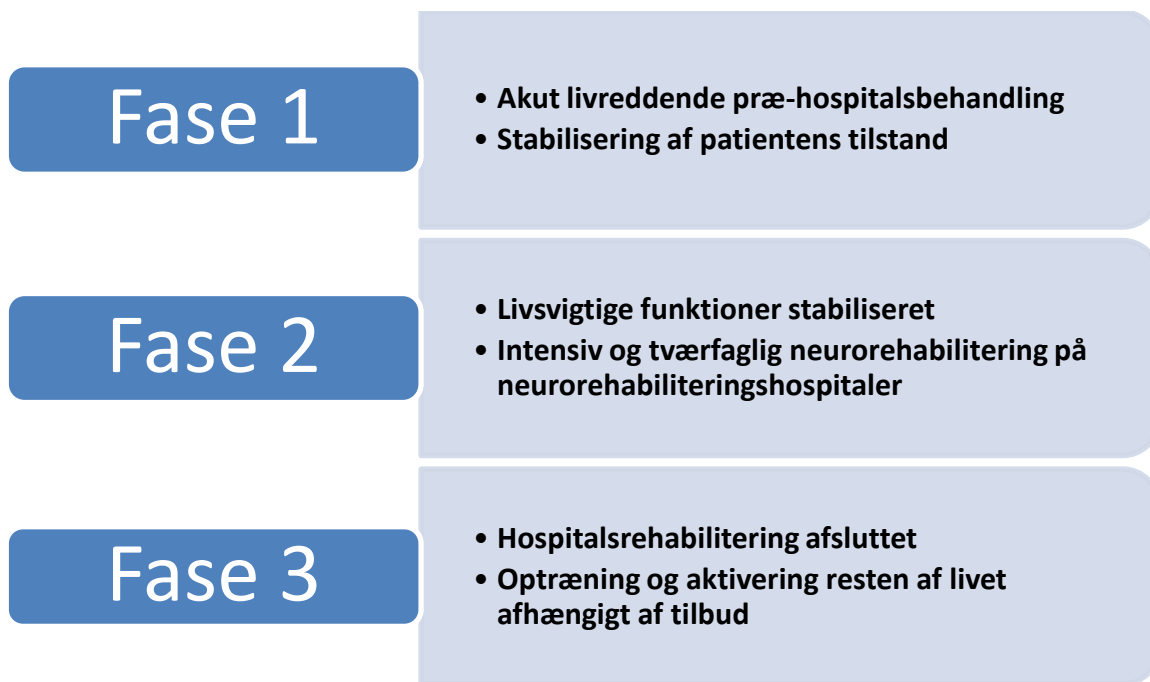 Fase 1
• Akut livreddende præ-hospitalsbehandling
• Stabilisering af patientens tilstand
Fase 2
• Livsvigtige funktioner stabiliseret
• Intensiv og tværfaglig neurorehabilitering på
neurorehabiliteringshospitaler
Fase 3
• Hospitalsrehabilitering afsluttet
• Optræning og aktivering resten af livet
afhængigt af tilbud